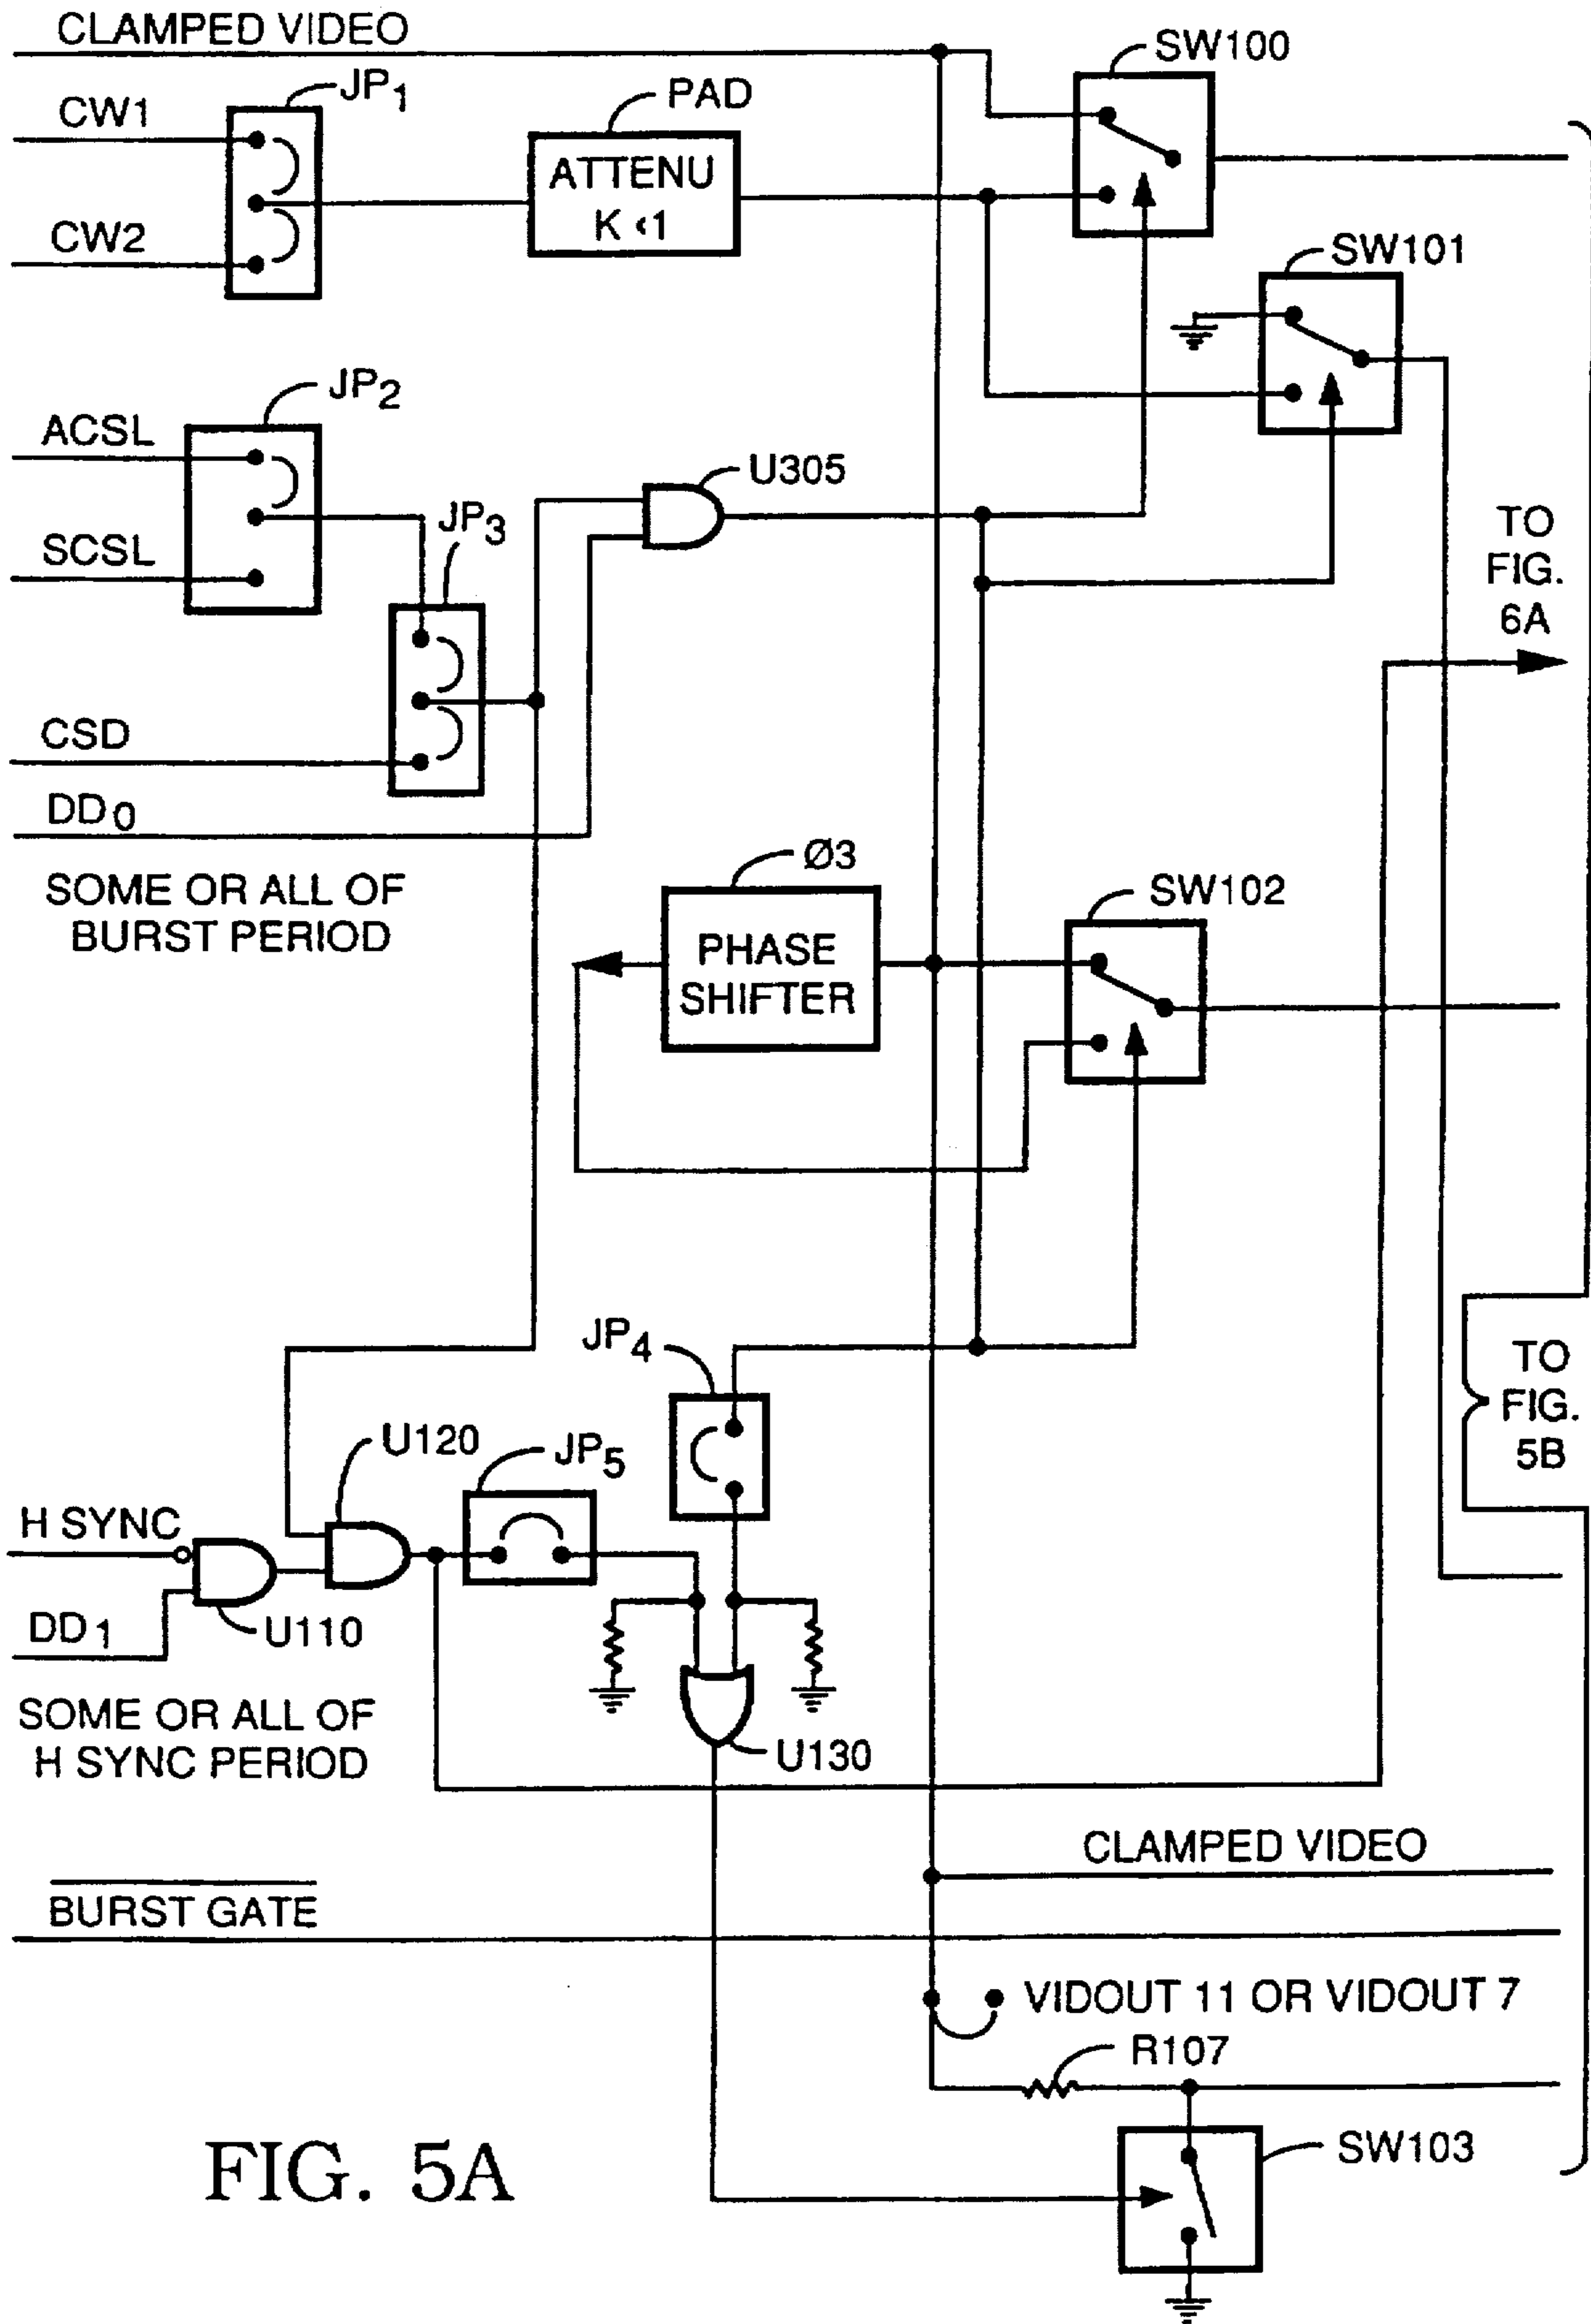 CLAMPED VIDEO
SW100
JP1
PAD
CW1
ATTENU
K <1
CW2
SW101
JP2
ACSL
U305
JP3
SCSL
TO
FIG.
6A
CSD
DD0
Ø3
SOME OR ALL OF
BURST PERIOD
SW102
PHASE
SHIFTER
JP4
TO
FIG.
5B
U120
JP5
H SYNC
DD1
U110
SOME OR ALL OF
H SYNC PERIOD
U130
CLAMPED VIDEO
BURST GATE
VIDOUT 11 OR VIDOUT 7
R107
SW103
FIG. 5A